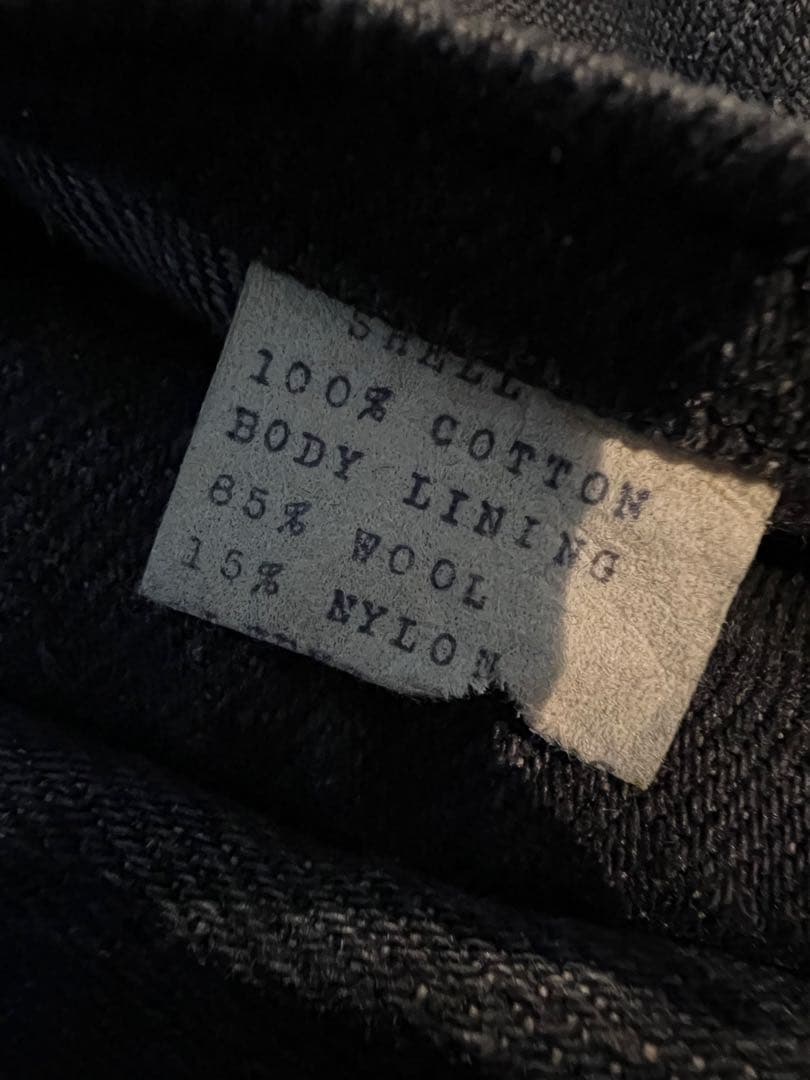 SHELL
100% COTTON
BODY LINING
85% WOOL
15% NYLON